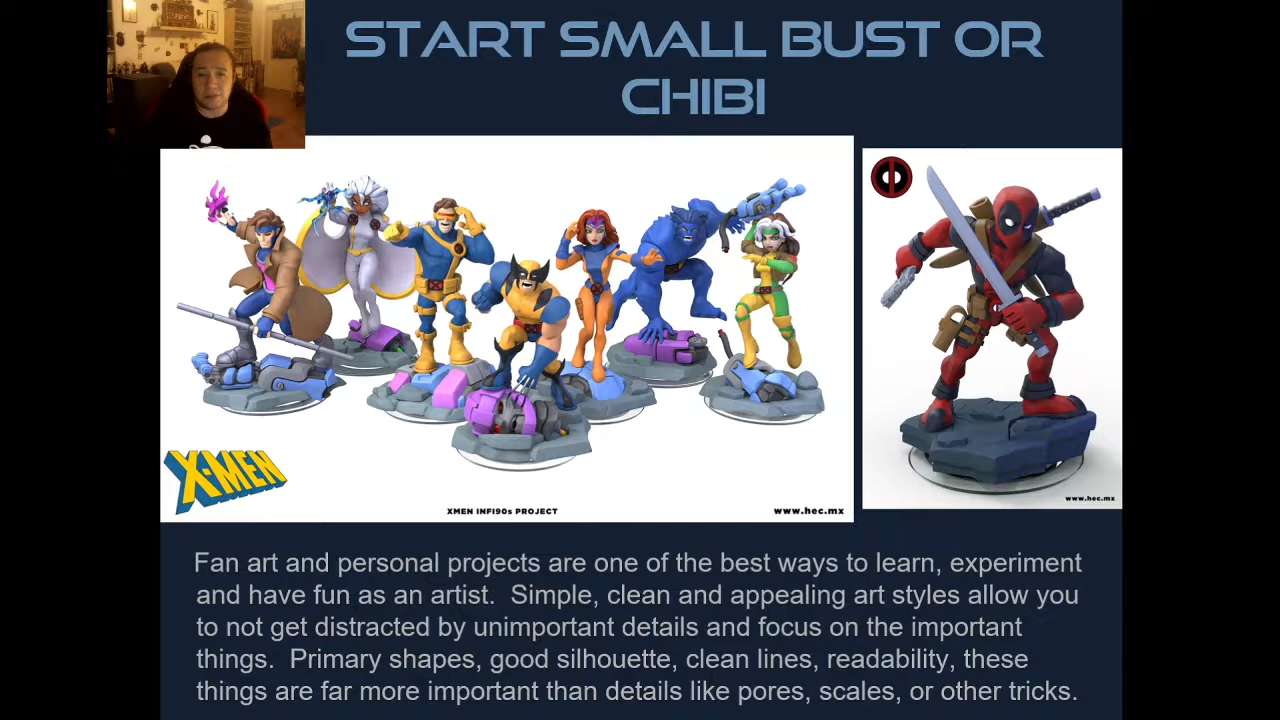 START SMALL BUST OR
CHIBI
X-MEN
XMEN INFI90s PROJECT
www.hec.mx
www.hec.mx
Fan art and personal projects are one of the best ways to learn, experiment
and have fun as an artist.  Simple, clean and appealing art styles allow you
to not get distracted by unimportant details and focus on the important
things.  Primary shapes, good silhouette, clean lines, readability, these
things are far more important than details like pores, scales, or other tricks.